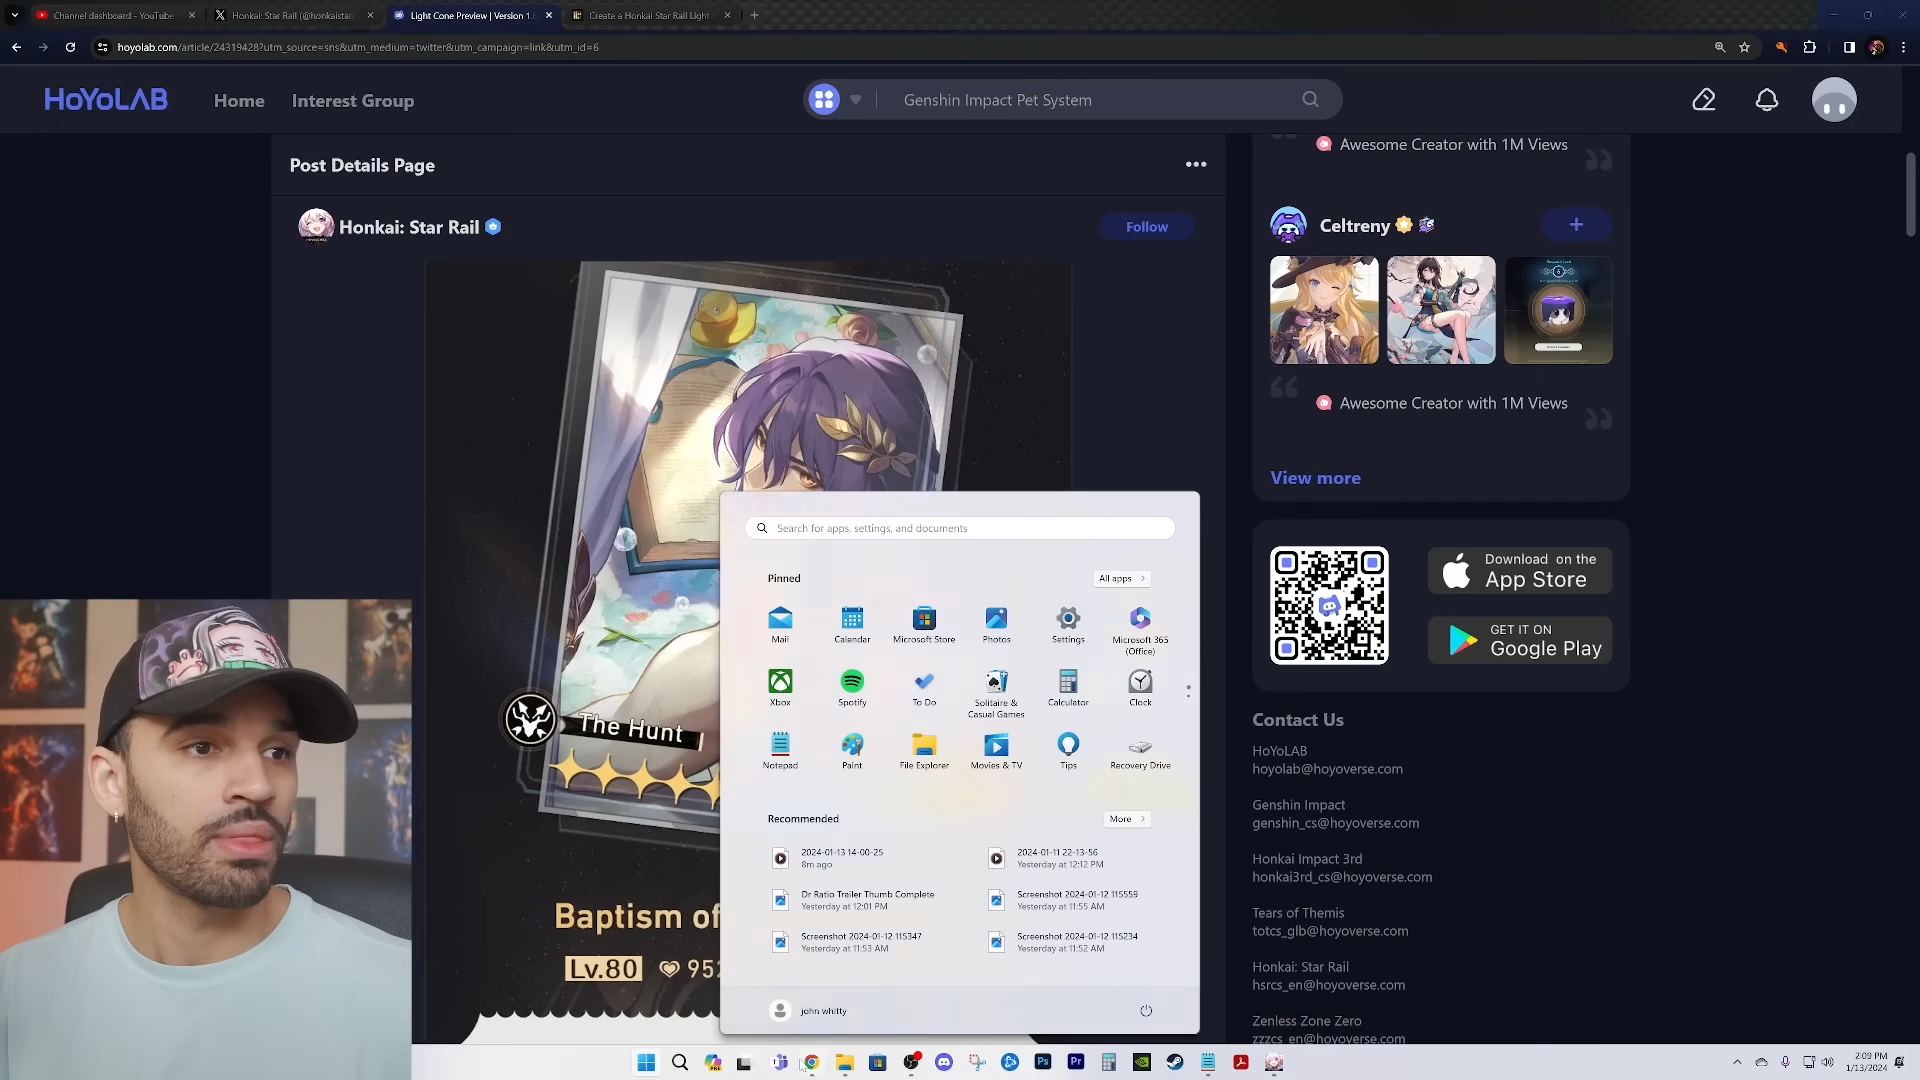 Channel dashboard - YouTube
Honkai: Star Rail (@honkaistar
Light Cone Preview | Version 1.6
Create a Honkai Star Rail Light
hoyolab.com/article/24319428?utm_source=sns&utm_medium=twitter&utm_campaign=link&utm_id=6
HoYoLAB
Home
Interest Group
Genshin Impact Pet System
Post Details Page
Honkai: Star Rail
Follow
The Hunt
Baptism of
Lv.80
952
Awesome Creator with 1M Views
Celtreny
Awesome Creator with 1M Views
View more
Download on the
App Store
GET IT ON
Google Play
Contact Us
HoYoLAB
hoyolab@hoyoverse.com
Genshin Impact
genshin_cs@hoyoverse.com
Honkai Impact 3rd
honkai3rd_cs@hoyoverse.com
Tears of Themis
totcs_glb@hoyoverse.com
Honkai: Star Rail
hsrcs_en@hoyoverse.com
Zenless Zone Zero
zzzcs_en@hoyoverse.com
Search for apps, settings, and documents
Pinned
All apps
Mail
Calendar
Microsoft Store
Photos
Settings
Microsoft 365
(Office)
Xbox
Spotify
To Do
Solitaire &
Casual Games
Calculator
Clock
Notepad
Paint
File Explorer
Movies & TV
Tips
Recovery Drive
Recommended
More
2024-01-13 14-00-25
8m ago
2024-01-11 22-13-56
Yesterday at 12:12 PM
Dr Ratio Trailer Thumb Complete
Yesterday at 12:01 PM
Screenshot 2024-01-12 115559
Yesterday at 11:55 AM
Screenshot 2024-01-12 115347
Yesterday at 11:53 AM
Screenshot 2024-01-12 115234
Yesterday at 11:52 AM
john whitty
PRE
Ps
Pr
2:09 PM
1/13/2024